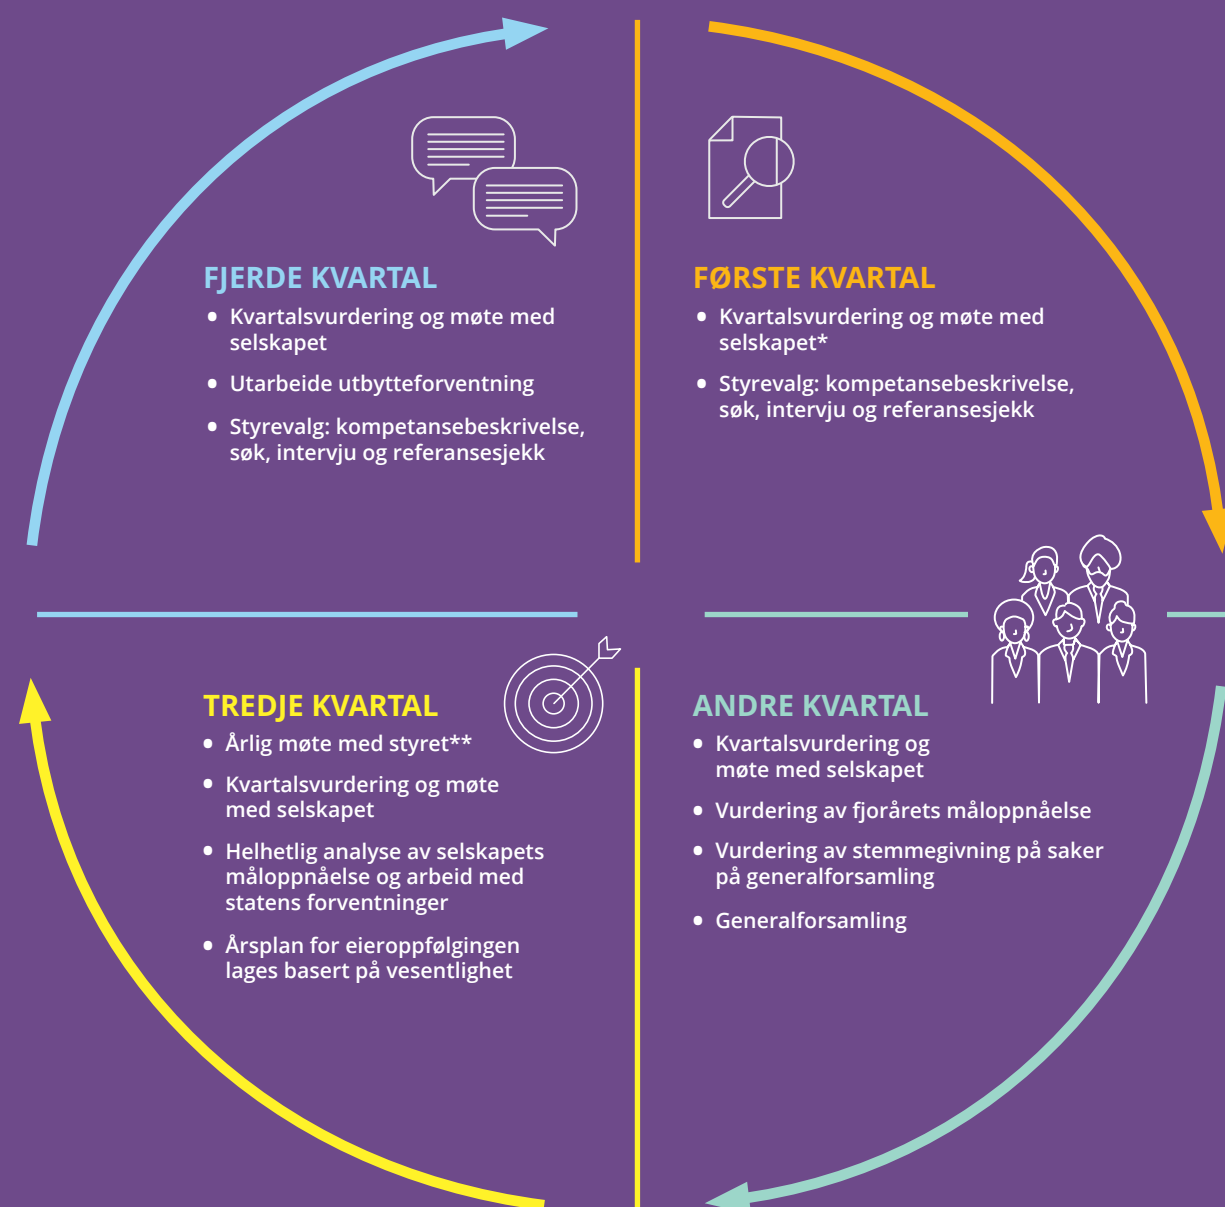 FJERDE KVARTAL
• Kvartalsvurdering og møte med
selskapet
• Utarbeide utbytteforventning
• Styrevalg: kompetansebeskrivelse,
søk, intervju og referansesjekk
FØRSTE KVARTAL
• Kvartalsvurdering og møte med
selskapet*
• Styrevalg: kompetansebeskrivelse,
søk, intervju og referansesjekk
TREDJE KVARTAL
• Årlig møte med styret**
• Kvartalsvurdering og møte
med selskapet
• Helhetlig analyse av selskapets
måloppnåelse og arbeid med
statens forventninger
• Årsplan for eieroppfølgingen
lages basert på vesentlighet
ANDRE KVARTAL
• Kvartalsvurdering og
møte med selskapet
• Vurdering av fjorårets måloppnåelse
• Vurdering av stemmegivning på saker
på generalforsamling
• Generalforsamling